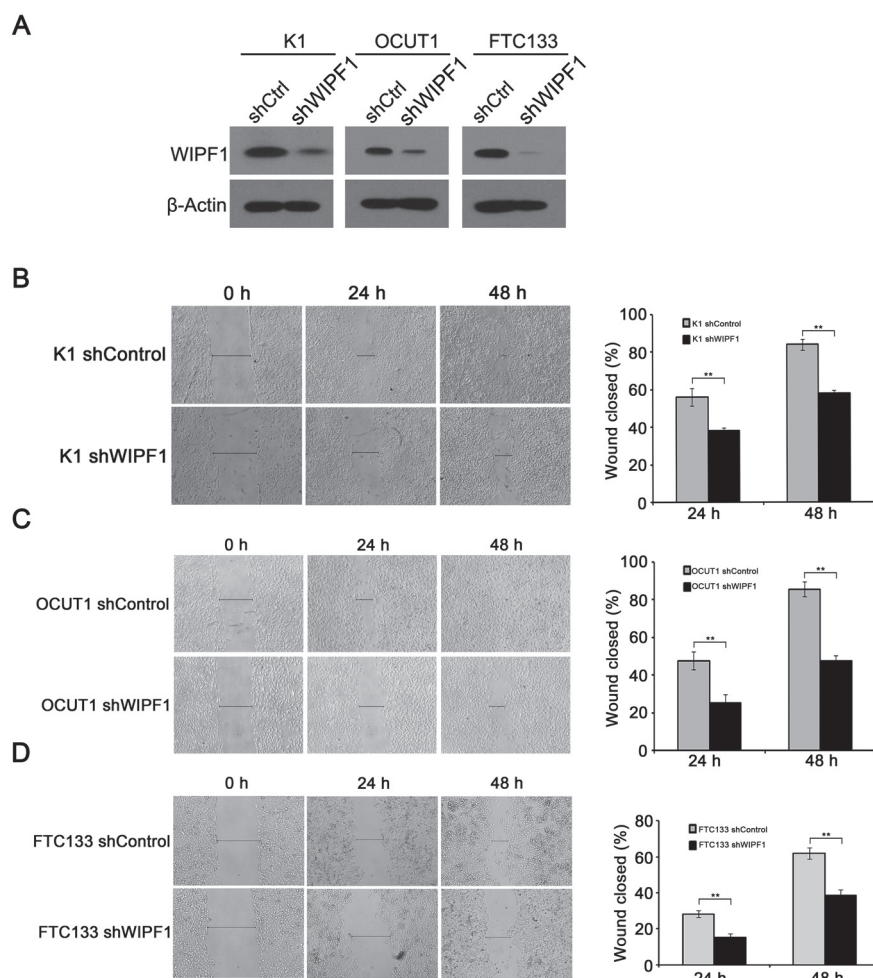 A
K1 OCUT1 FTC133
shCtrl shWIPF1 shCtrl shWIPF1 shCtrl shWIPF1
WIPF1
β-Actin
B
0 h 24 h 48 h
K1 shControl
K1 shWIPF1
100
80
60
40
20
0
Wound closed (%)
K1 shControl
K1 shWIPF1
**
**
24 h 48 h
C
0 h 24 h 48 h
OCUT1 shControl
OCUT1 shWIPF1
100
80
60
40
20
0
Wound closed (%)
OCUT1 shControl
OCUT1 shWIPF1
**
**
24 h 48 h
D
0 h 24 h 48 h
FTC133 shControl
FTC133 shWIPF1
80
60
40
20
0
Wound closed (%)
FTC133 shControl
FTC133 shWIPF1
**
**
24 h 48 h